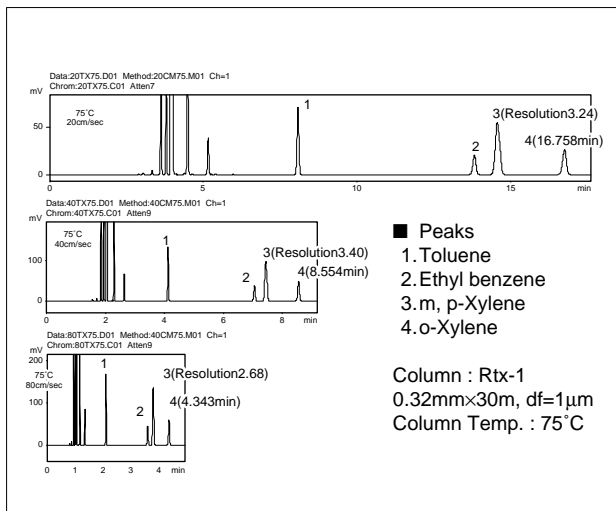 Data:20TX75.D01 Method:20CM75.M01 Ch=1
Chrom:20TX75.C01 Atten7
mV
75˚C
20cm/sec
50
0
1
2
3(Resolution3.24)
4(16.758min)
5
10
15
min
Data:40TX75.D01 Method:40CM75.M01 Ch=1
Chrom:40TX75.C01 Atten9
mV
75˚C
40cm/sec
100
0
1
2
3(Resolution3.40)
4(8.554min)
0
2
4
6
8
min
Data:80TX75.D01 Method:40CM75.M01 Ch=1
Chrom:80TX75.C01 Atten9
mV
200
75˚C
80cm/sec
100
0
1
2
3(Resolution2.68)
4(4.343min)
0
1
2
3
4
min
■ Peaks
1.Toluene
2.Ethyl benzene
3.m, p-Xylene
4.o-Xylene
Column : Rtx-1
0.32mm×30m, df=1μm
Column Temp. : 75˚C